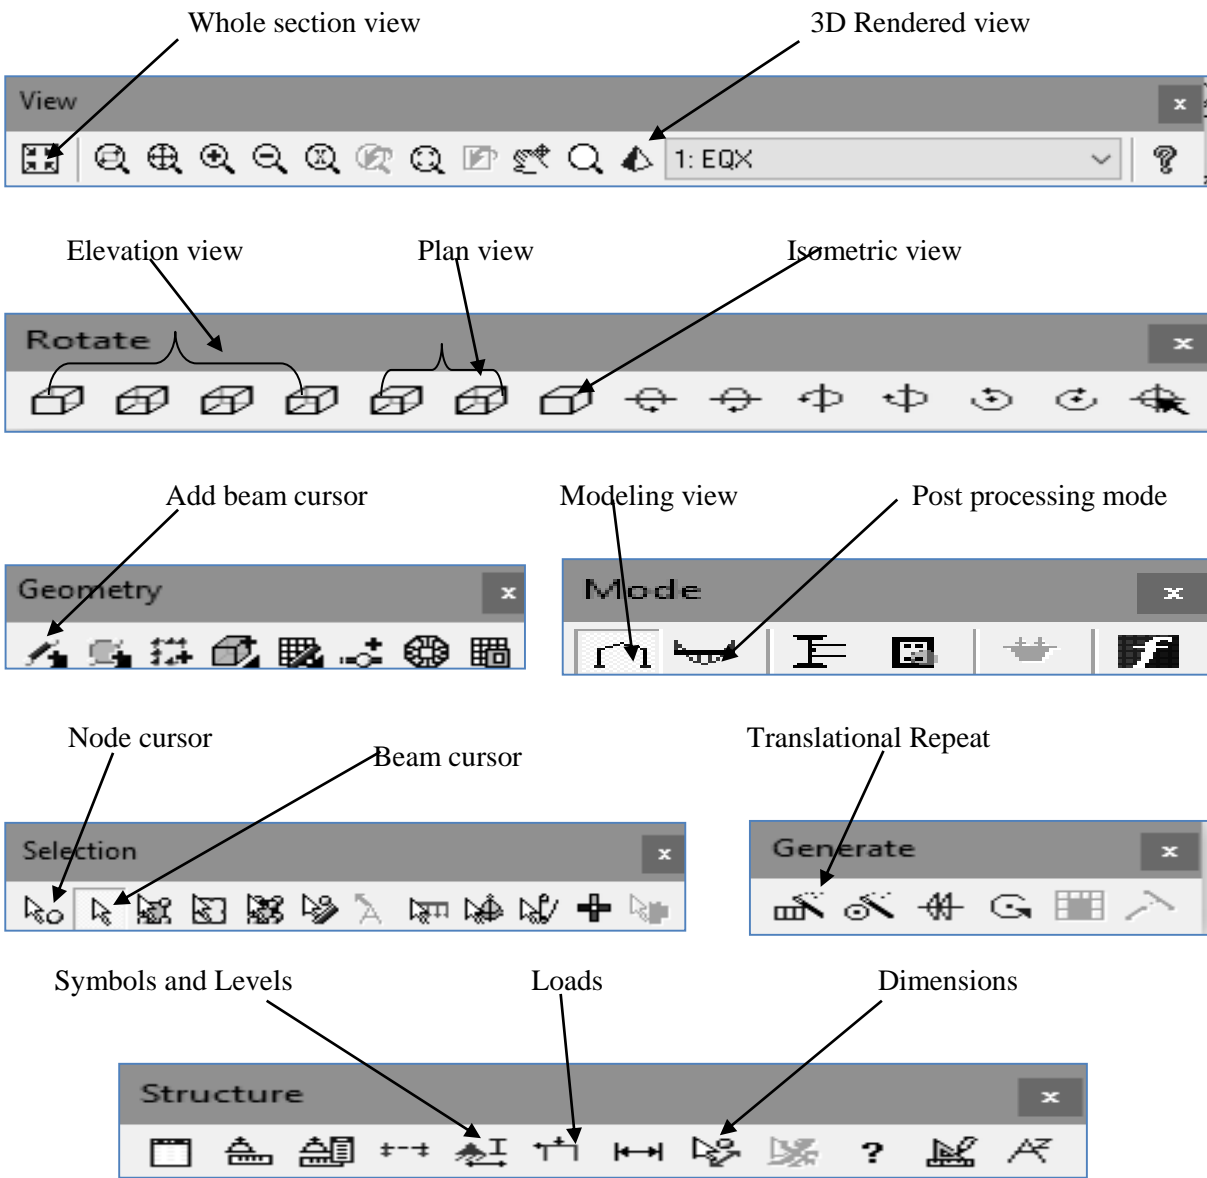 Whole section view
3D Rendered view
View
1: EQX
Elevation view
Plan view
Isometric view
Rotate
Add beam cursor
Modeling view
Post processing mode
Geometry
Mode
Node cursor
Beam cursor
Translational Repeat
Selection
Generate
Symbols and Levels
Loads
Dimensions
Structure